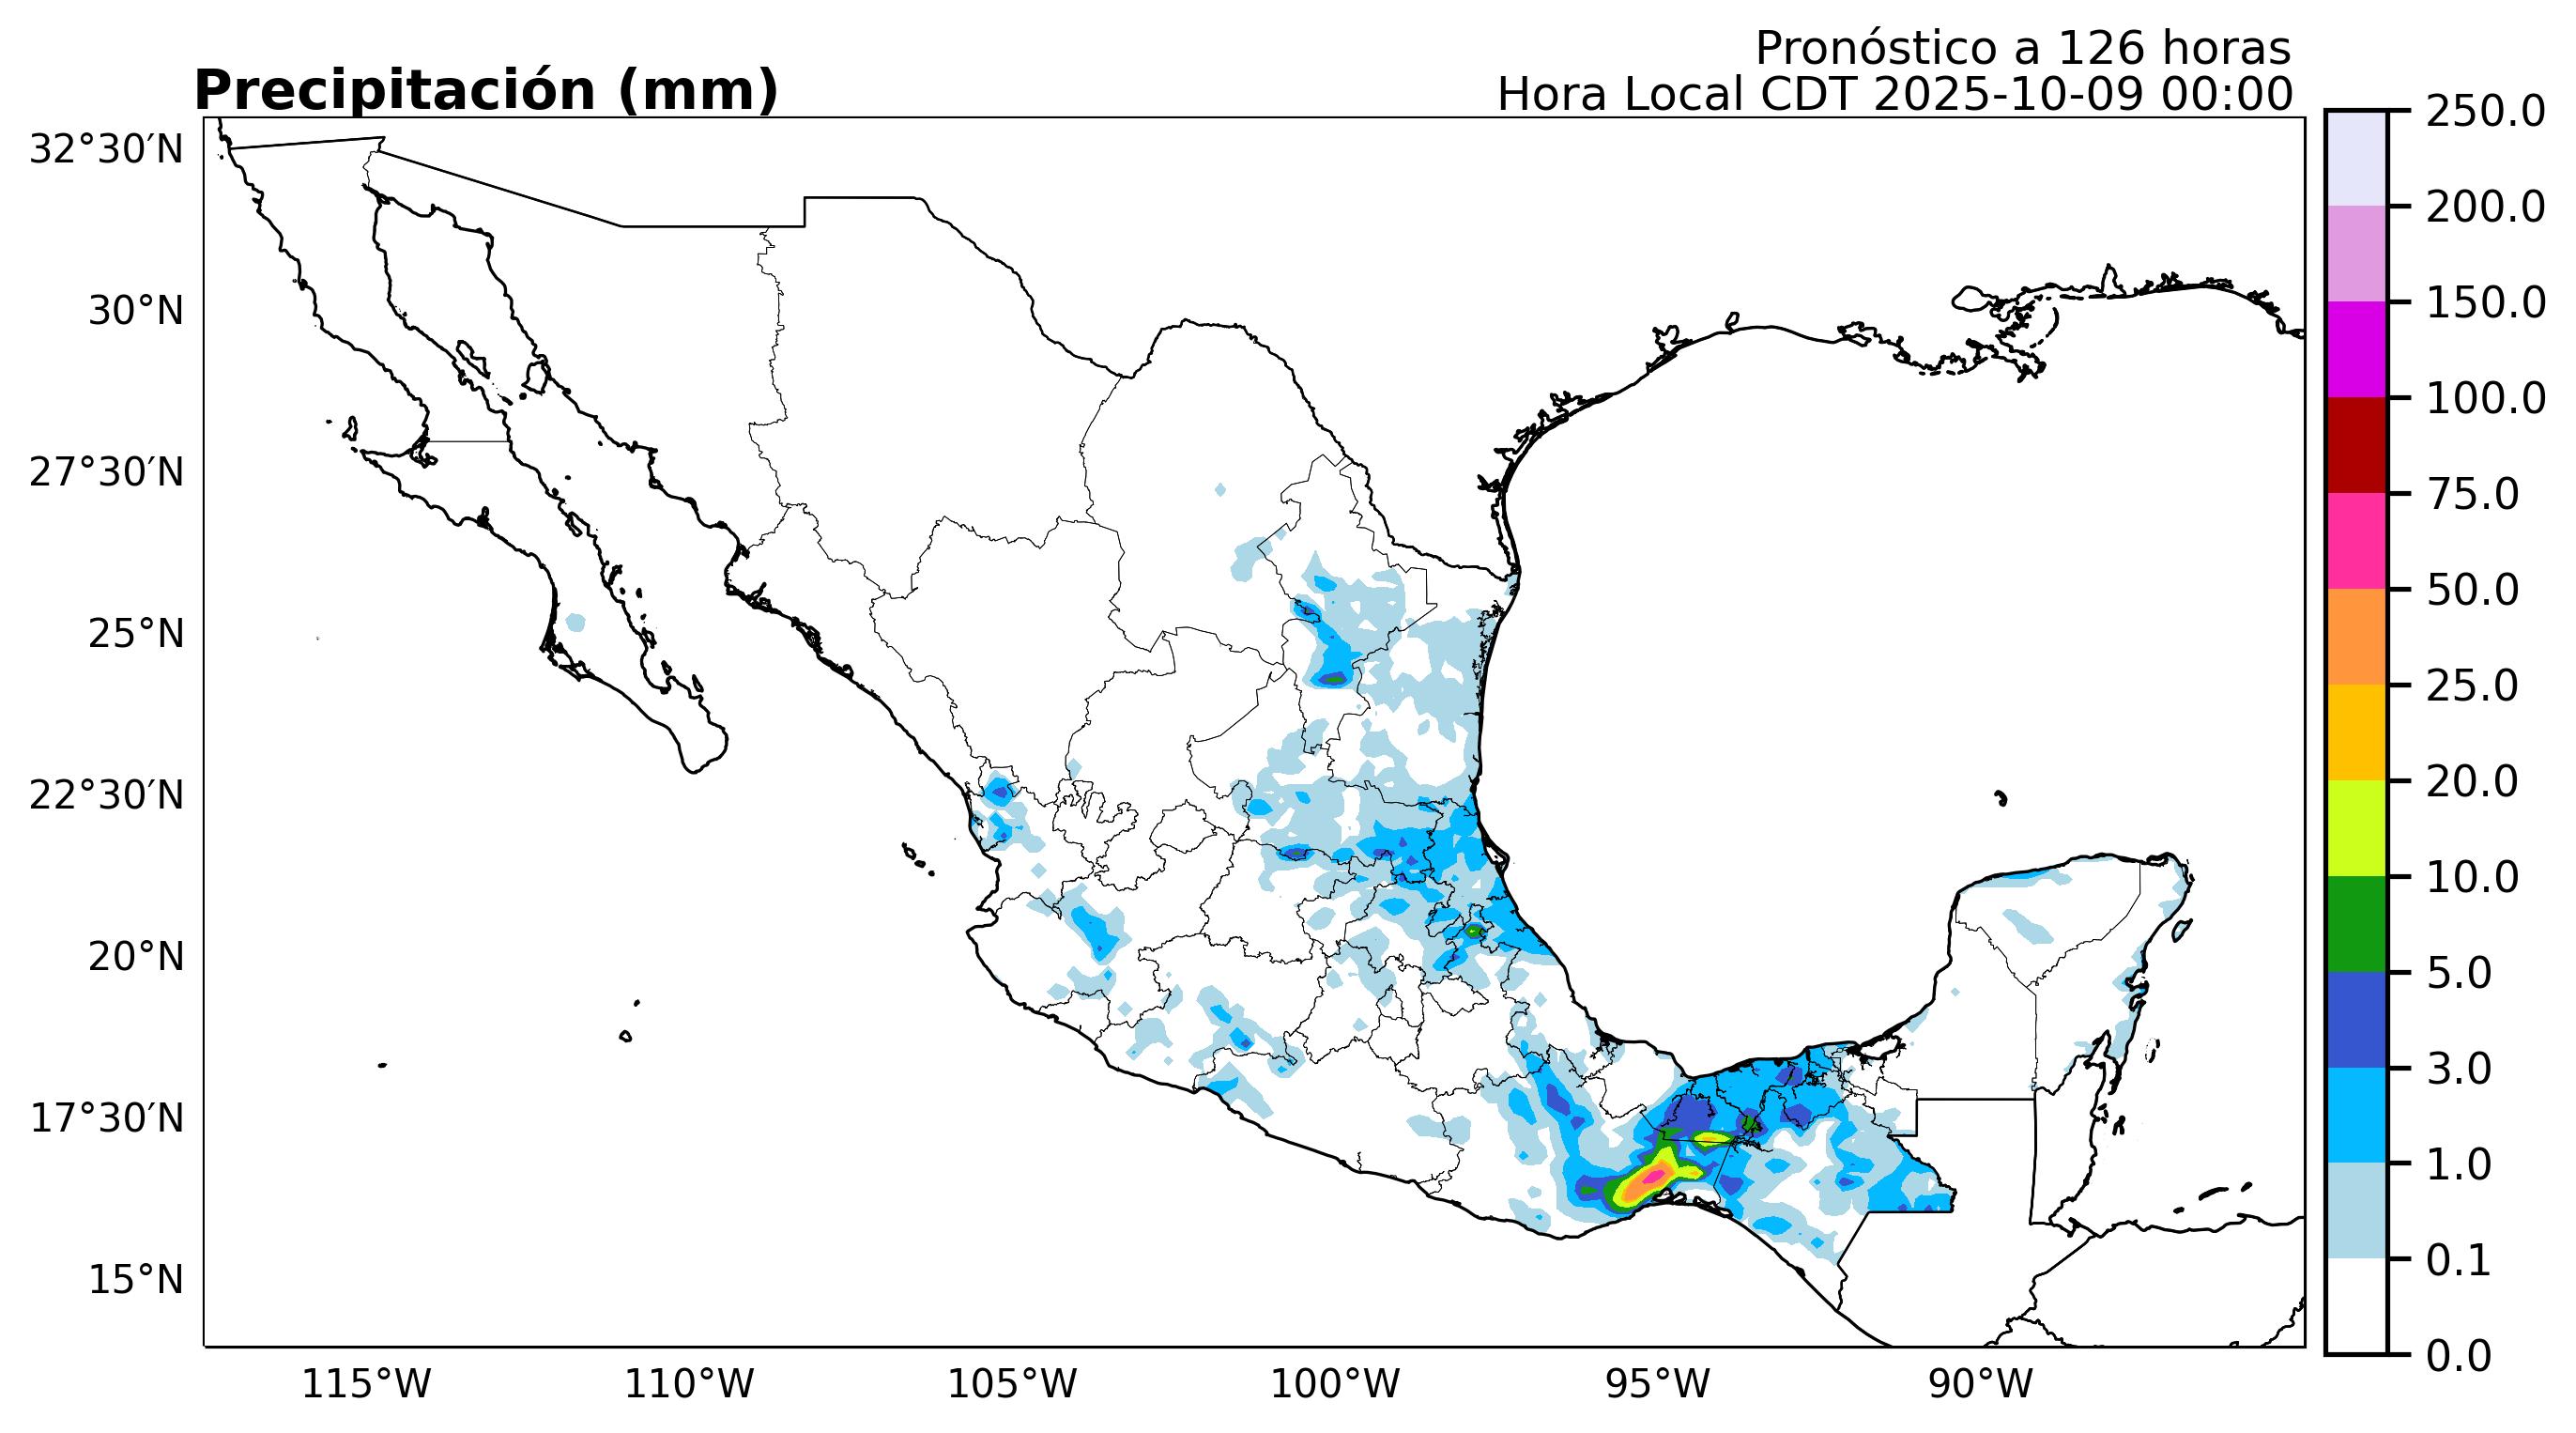 Pronóstico a 126 horas
Precipitación (mm)
Hora Local CDT 2025-10-09 00:00
32°30′N
30°N
27°30′N
25°N
22°30′N
20°N
17°30′N
15°N
115°W
110°W
105°W
100°W
95°W
90°W
250.0
200.0
150.0
100.0
75.0
50.0
25.0
20.0
10.0
5.0
3.0
1.0
0.1
0.0